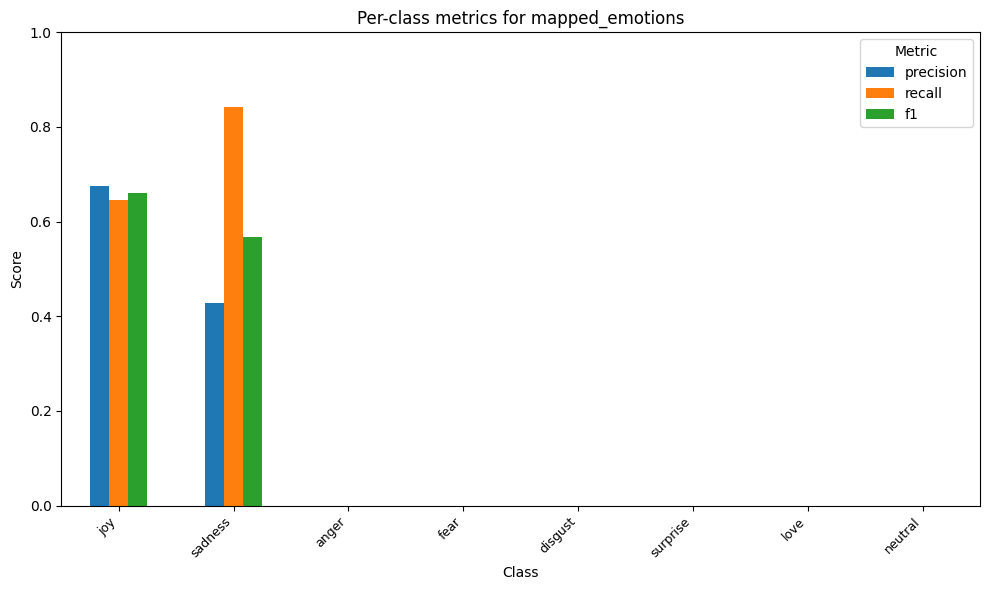 Per-class metrics for mapped_emotions
1.0
0.8
0.6
0.4
0.2
0.0
Score
Metric
precision
recall
f1
joy
sadness
anger
fear
disgust
surprise
love
neutral
Class